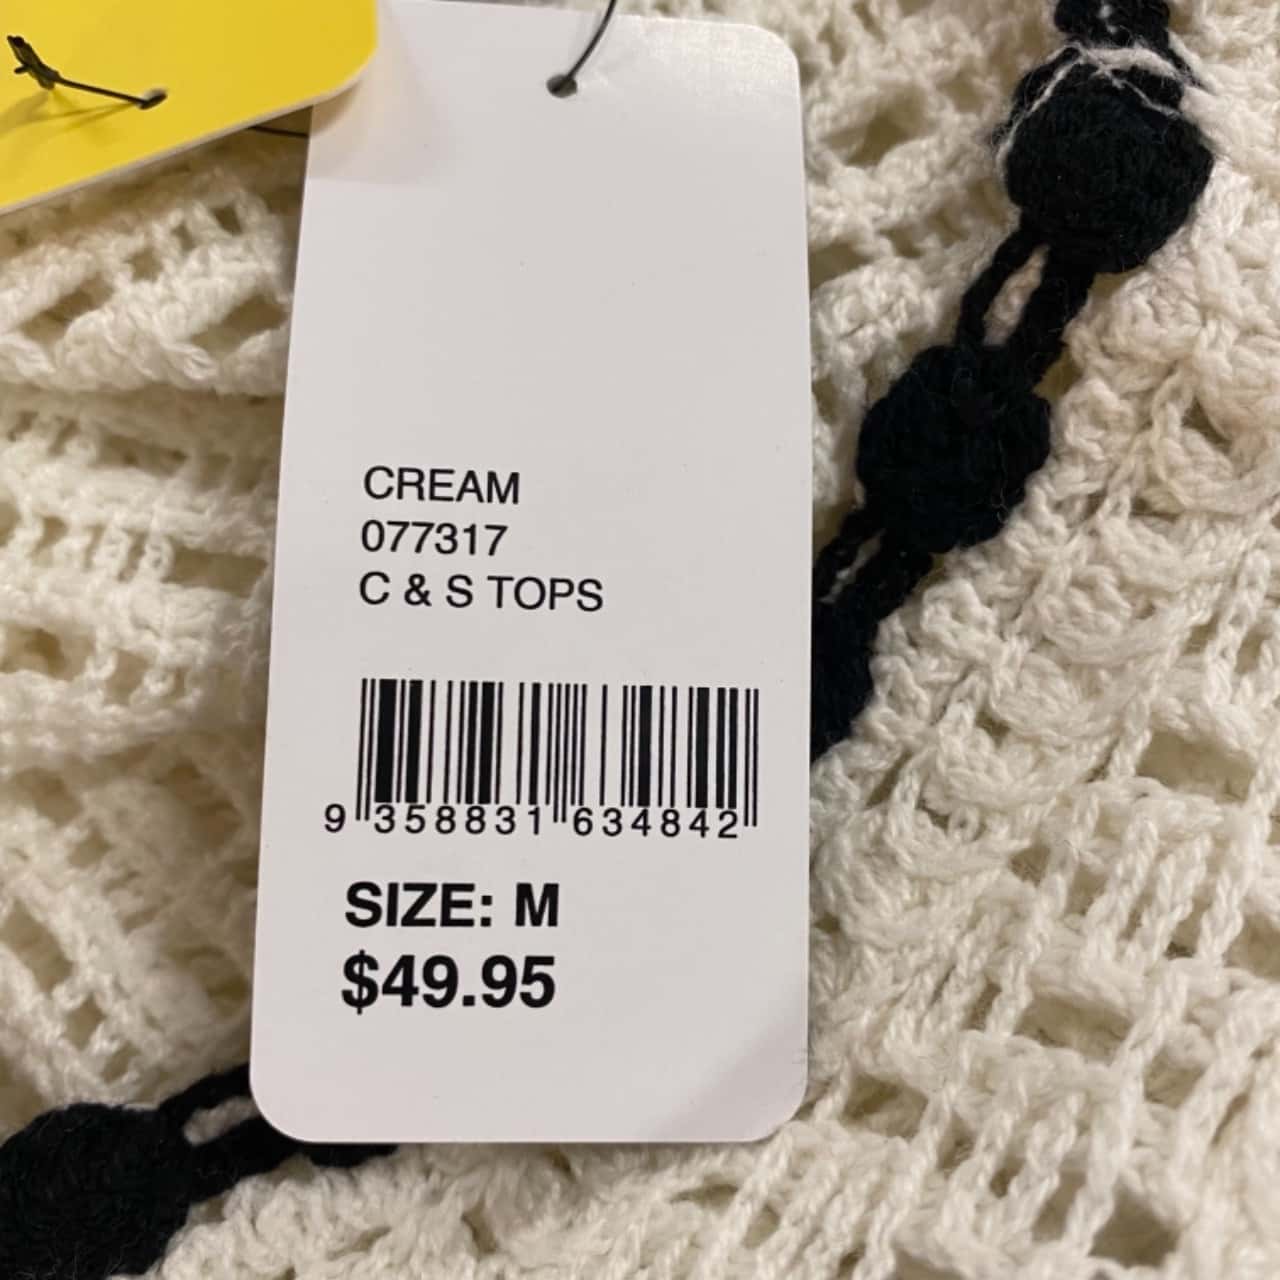 CREAM
077317
C & S TOPS
9 358831 634842
SIZE: M
$49.95